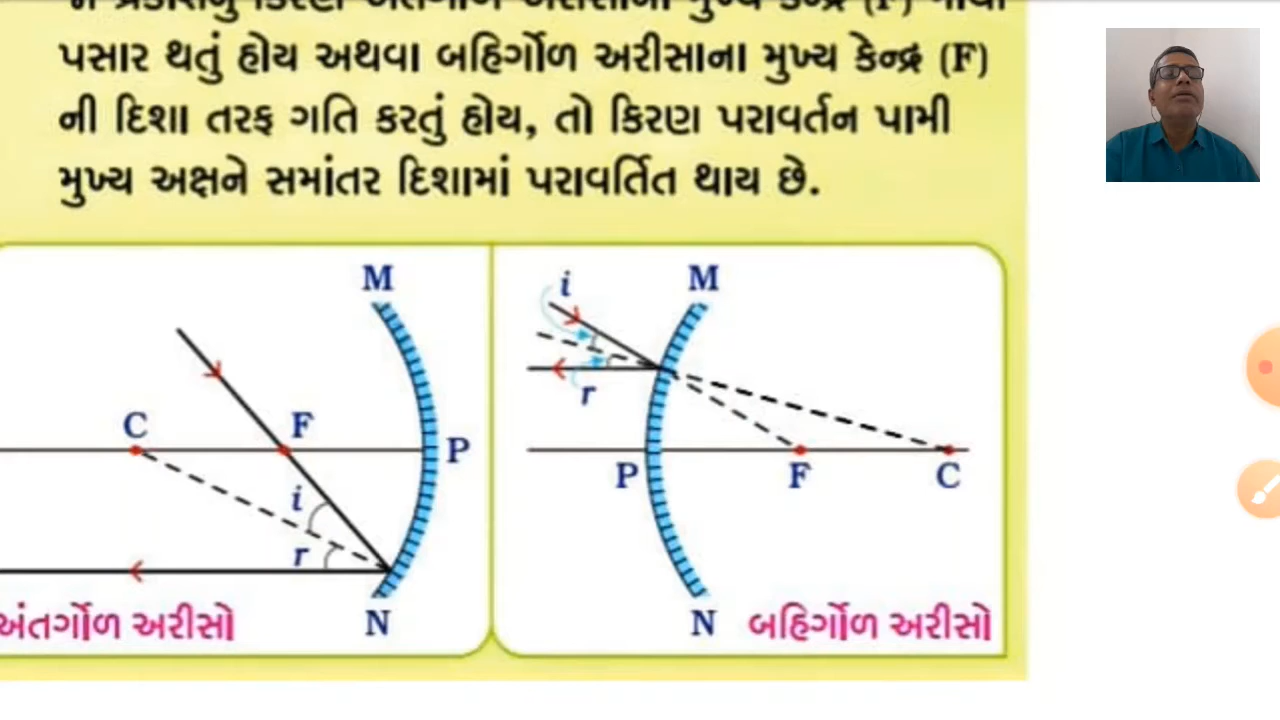 પસાર થતું હોય અથવા બહિર્ગોળ અરીસાના મુખ્ય કેન્દ્ર (F)
ની દિશા તરફ ગતિ કરતું હોય, તો કિરણ પરાવર્તન પામી
મુખ્ય અક્ષને સમાંતર દિશામાં પરાવર્તિત થાય છે.
M
C
F
P
i
r
N
અંતર્ગોળ અરીસો
i
M
r
P
F
C
N
બહિર્ગોળ અરીસો